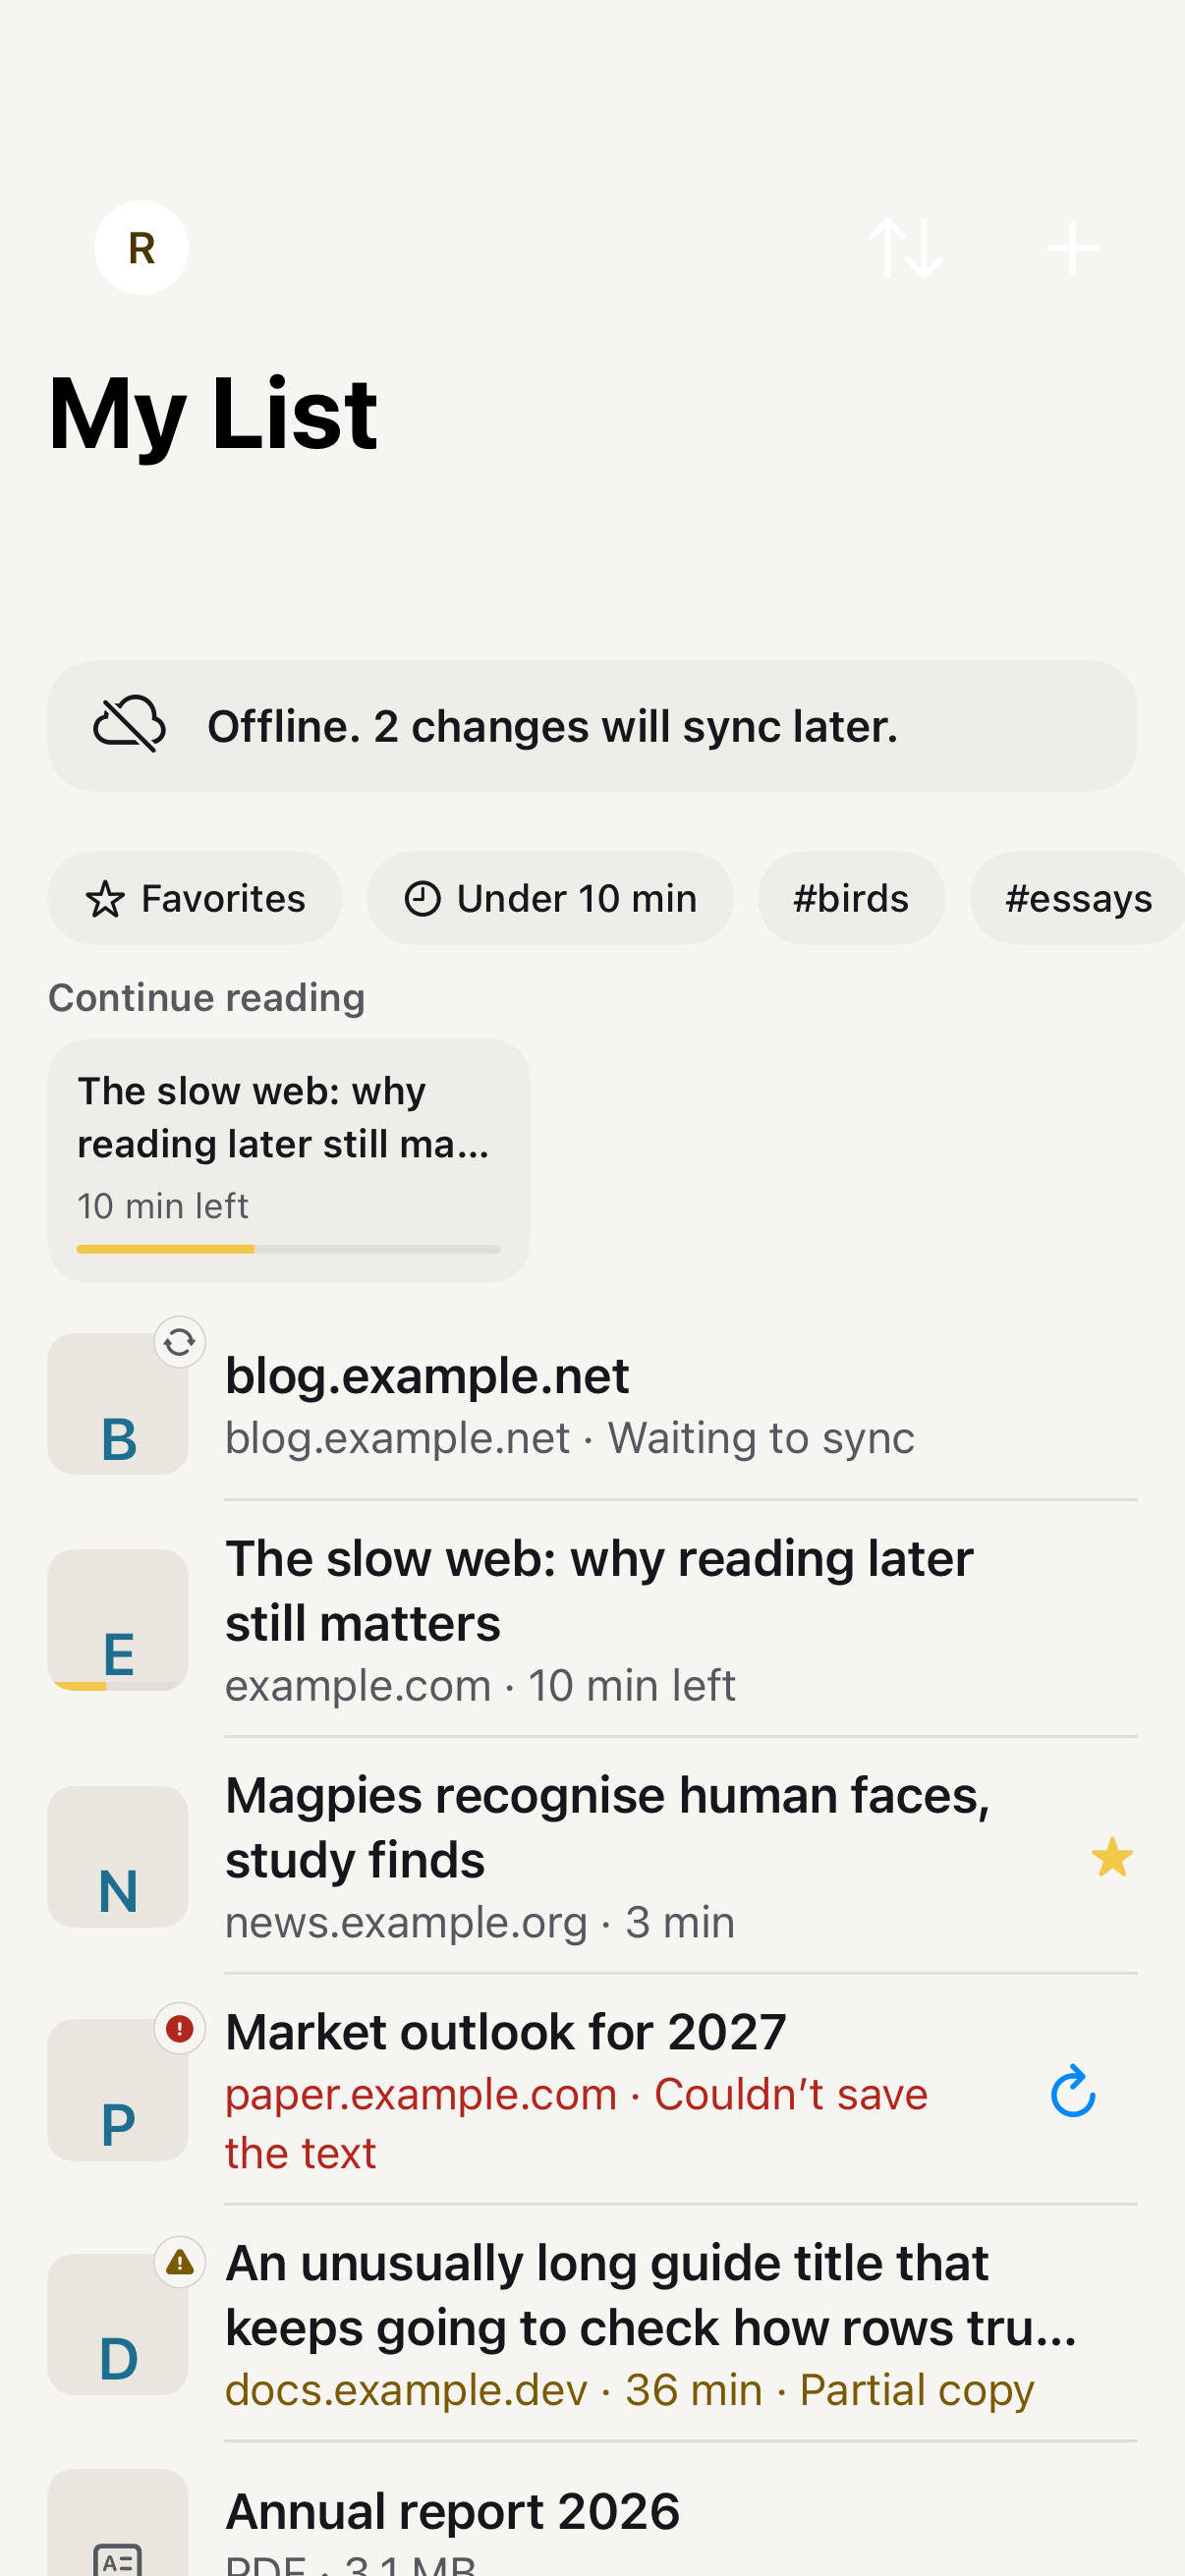 R
My List
Offline. 2 changes will sync later.
Favorites
Under 10 min
#birds
#essays
Continue reading
The slow web: why
reading later still ma...
10 min left
B
blog.example.net
blog.example.net · Waiting to sync
The slow web: why reading later
still matters
E
example.com · 10 min left
Magpies recognise human faces,
study finds
N
news.example.org · 3 min
Market outlook for 2027
paper.example.com · Couldn’t save
the text
P
An unusually long guide title that
keeps going to check how rows tru...
D
docs.example.dev · 36 min · Partial copy
Annual report 2026
A
PDF · 3.1 MB